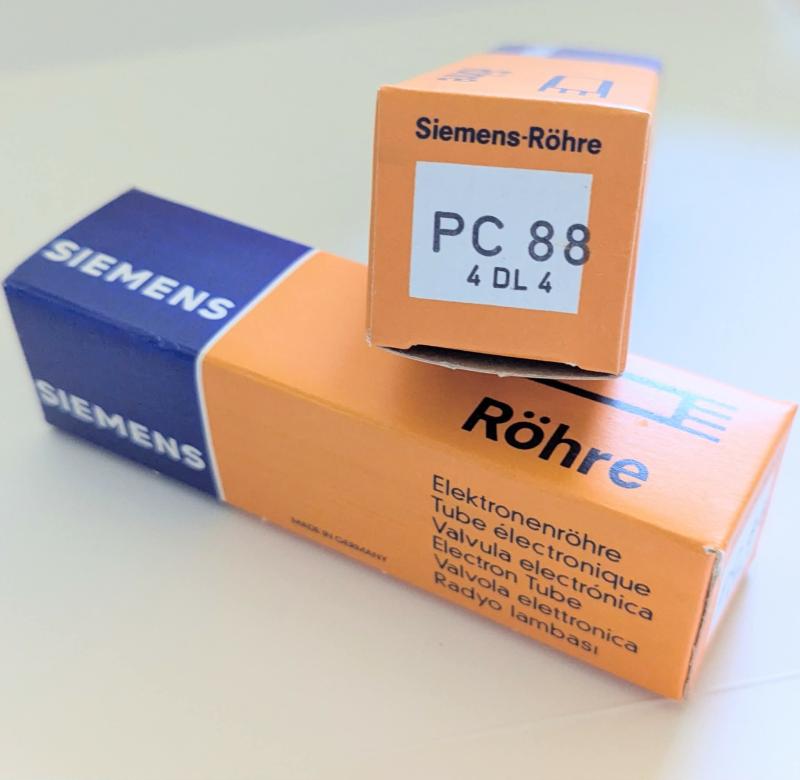 Siemens-Röhre
PC 88
4 DL 4
SIEMENS
SIEMENS
Röhre
Elektronenröhre
Tube électronique
Valvula electrónica
Electron Tube
Valvola elettronica
Radyo lambası
MADE IN GERMANY